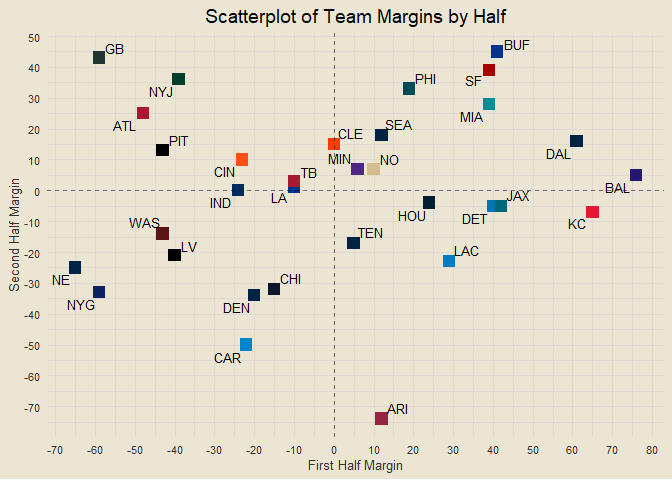 Scatterplot of Team Margins by Half
50
GB
BUF
40
NYJ
SF
PHI
30
MIA
ATL
SEA
20
PIT
CLE
DAL
10
CIN
MIN
NO
TB
BAL
0
IND
LA
JAX
HOU
DET
KC
-10
WAS
TEN
LV
LAC
-20
NE
CHI
-30
NYG
DEN
-40
-50
CAR
-60
-70
ARI
Second Half Margin
-70 -60 -50 -40 -30 -20 -10 0 10 20 30 40 50 60 70 80
First Half Margin